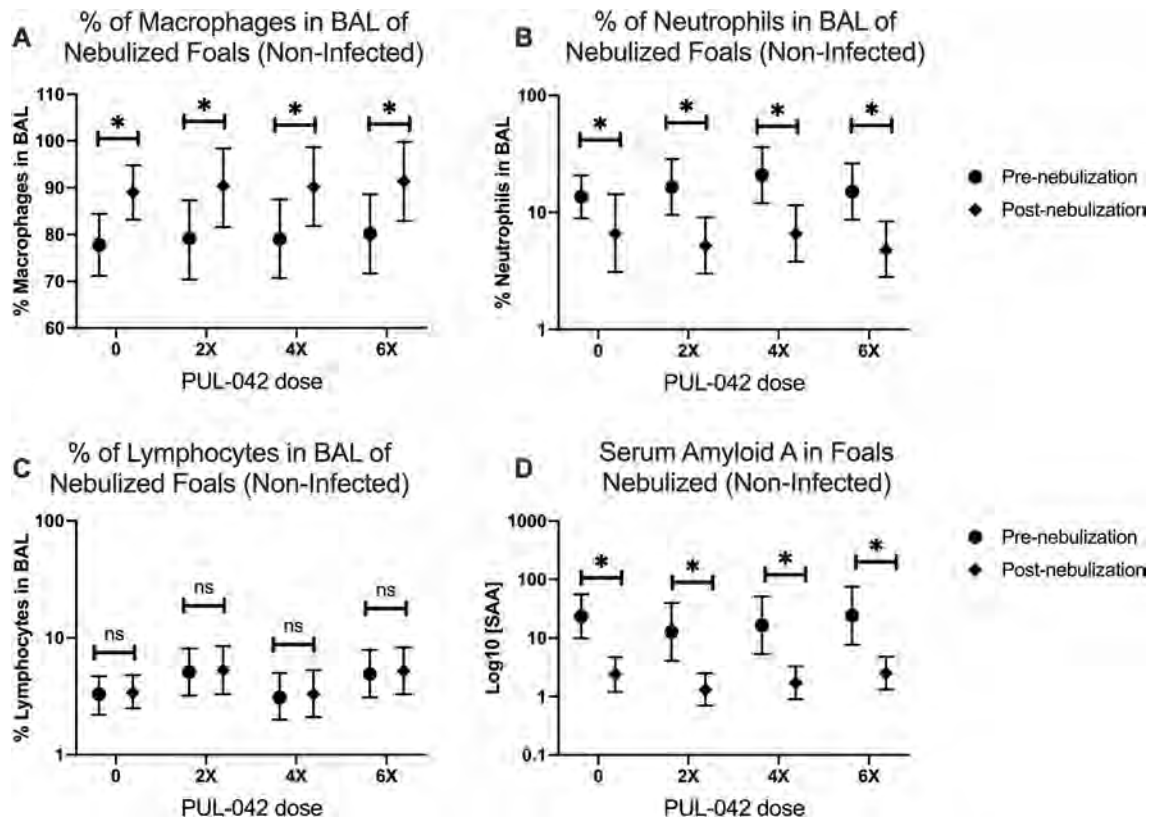 A
% of Macrophages in BAL of
Nebulized Foals (Non-Infected)
% Macrophages in BAL
110
100
90
80
70
60
*
*
*
*
0
2X
4X
6X
PUL-042 dose
B
% of Neutrophils in BAL of
Nebulized Foals (Non-Infected)
% Neutrophils in BAL
100
10
1
*
*
*
*
0
2X
4X
6X
PUL-042 dose
Pre-nebulization
Post-nebulization
C
% of Lymphocytes in BAL of
Nebulized Foals (Non-Infected)
% Lymphocytes in BAL
100
10
1
ns
ns
ns
ns
0
2X
4X
6X
PUL-042 dose
D
Serum Amyloid A in Foals
Nebulized (Non-Infected)
Log10 [SAA]
1000
100
10
1
0.1
*
*
*
*
0
2X
4X
6X
PUL-042 dose
Pre-nebulization
Post-nebulization